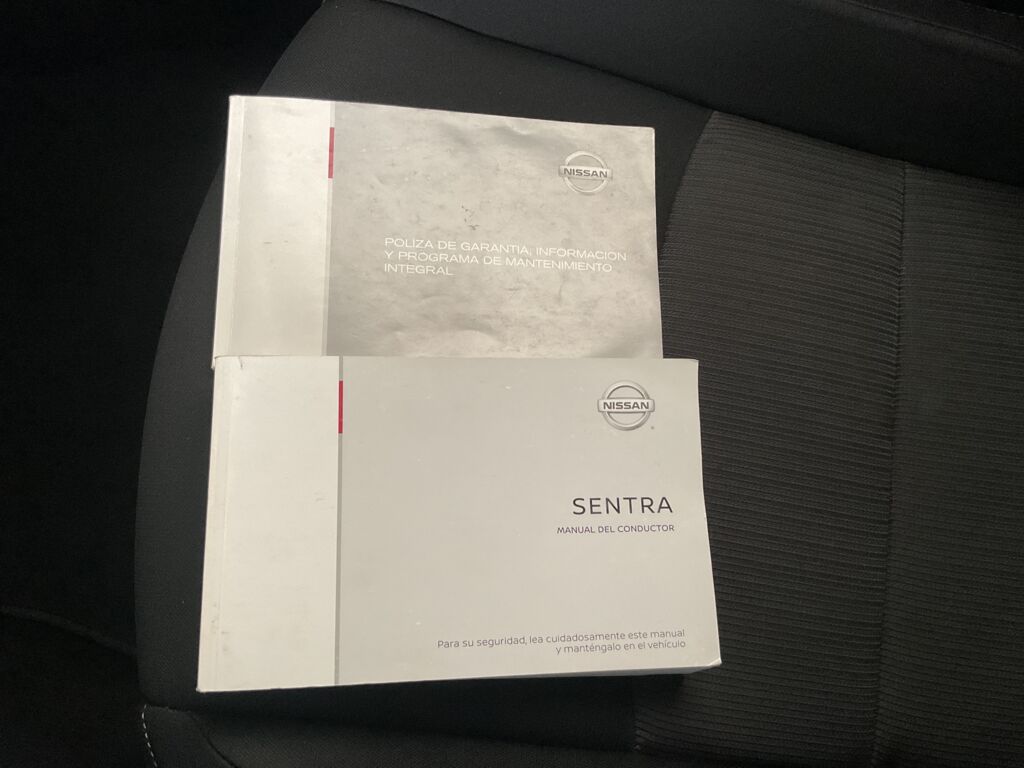 NISSAN
POLIZA DE GARANTIA, INFORMACION
Y PROGRAMA DE MANTENIMIENTO
INTEGRAL
NISSAN
SENTRA
MANUAL DEL CONDUCTOR
Para su seguridad, lea cuidadosamente este manual
y manténgalo en el vehículo